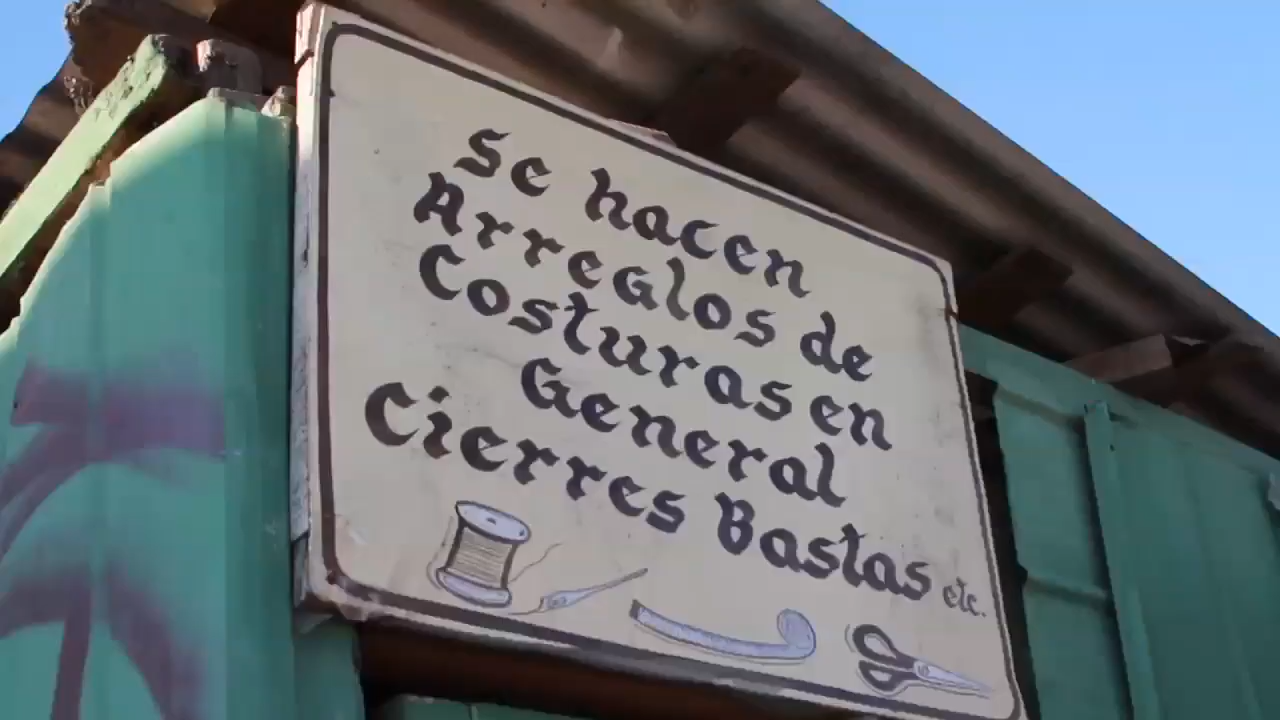 Se hacen
Arreglos de
Costuras en
General
Cierres Bastas etc.